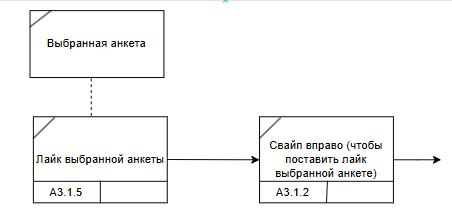 Выбранная анкета
Лайк выбранной анкеты
A3.1.5
Свайп вправо (чтобы
поставить лайк
выбранной анкете)
A3.1.2